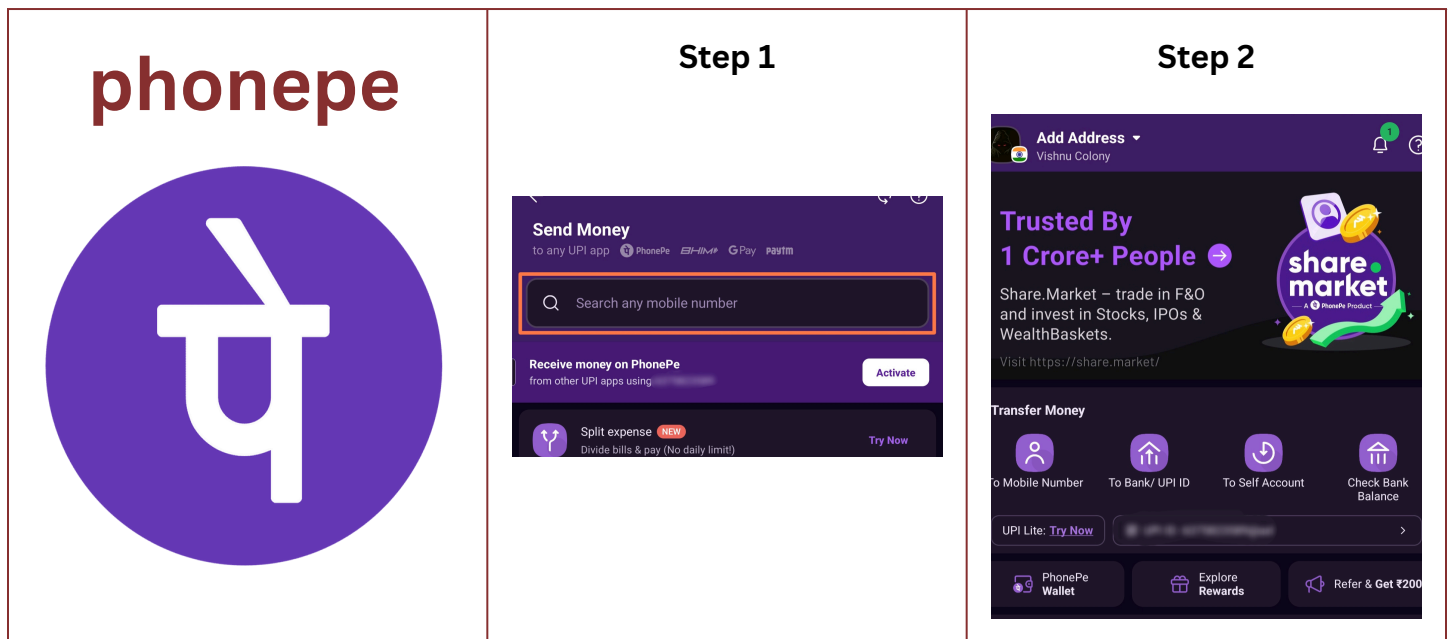 phonepe
पे
Step 1
Send Money
to any UPI app PhonePe BHIM GPay Paytm
Search any mobile number
Receive money on PhonePe
from other UPI apps using
Activate
Split expense NEW
Divide bills & pay (No daily limit!)
Try Now
Step 2
Add Address
Vishnu Colony
1
Trusted By
1 Crore+ People
Share.Market – trade in F&O
and invest in Stocks, IPOs &
WealthBaskets.
Visit https://share.market/
share.
market
A PhonePe Product
Transfer Money
To Mobile Number
To Bank/ UPI ID
To Self Account
Check Bank
Balance
UPI Lite: Try Now
PhonePe
Wallet
Explore
Rewards
Refer & Get ₹200